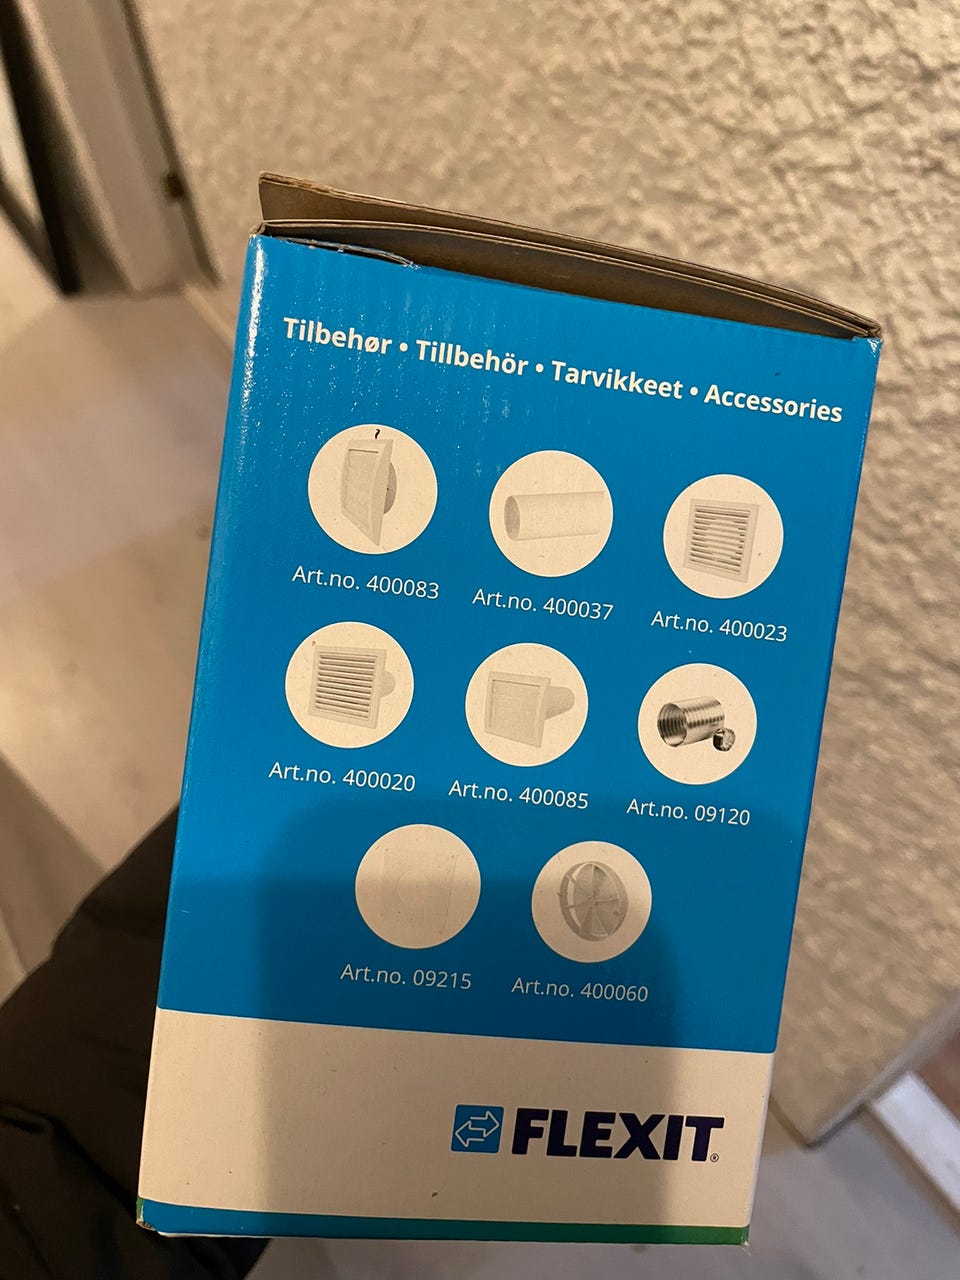 Tilbehør • Tillbehör • Tarvikkeet • Accessories
Art.no. 400083
Art.no. 400037
Art.no. 400023
Art.no. 400020
Art.no. 400085
Art.no. 09120
Art.no. 09215
Art.no. 400060
FLEXIT®